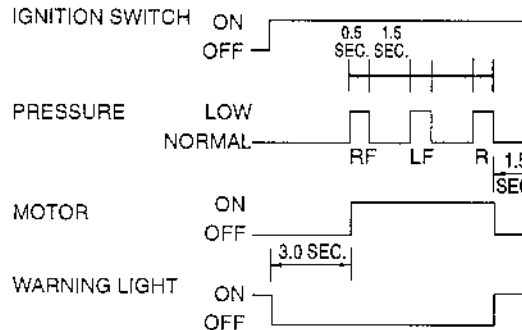 IGNITION SWITCH ON
OFF
0.5 1.5
SEC. SEC.
PRESSURE LOW
NORMAL
RF LF R
1.5
SEC
MOTOR ON
OFF
3.0 SEC.
WARNING LIGHT ON
OFF